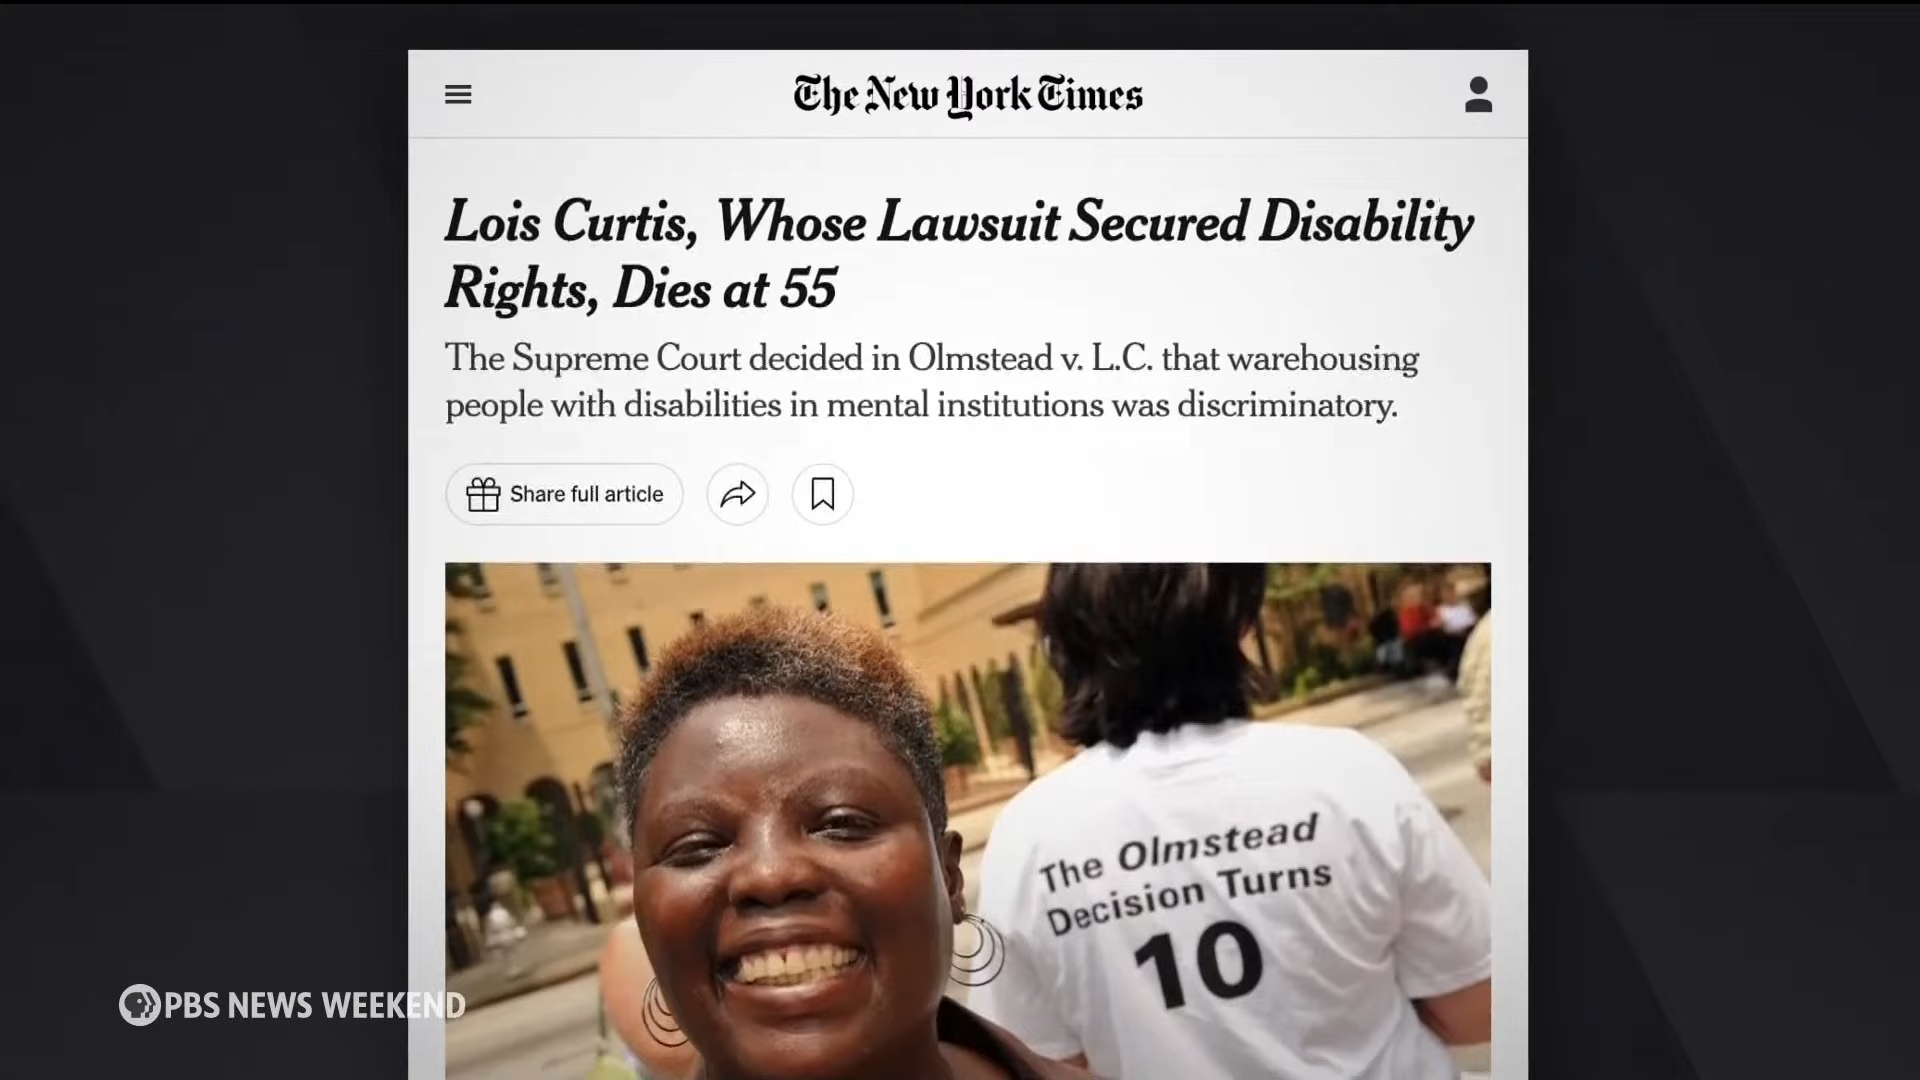 The New York Times
Lois Curtis, Whose Lawsuit Secured Disability
Rights, Dies at 55
The Supreme Court decided in Olmstead v. L.C. that warehousing
people with disabilities in mental institutions was discriminatory.
Share full article
The Olmstead
Decision Turns
10
PBS NEWS WEEKEND